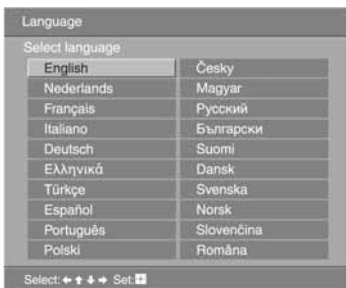 Language
Select language
English
Nederlands
Français
Italiano
Deutsch
Ελληνικά
Türkçe
Español
Português
Polski
Česky
Magyar
Русский
Български
Suomi
Dansk
Svenska
Norsk
Slovenčina
Româna
Select: ← ↑ ↓ → Set: +